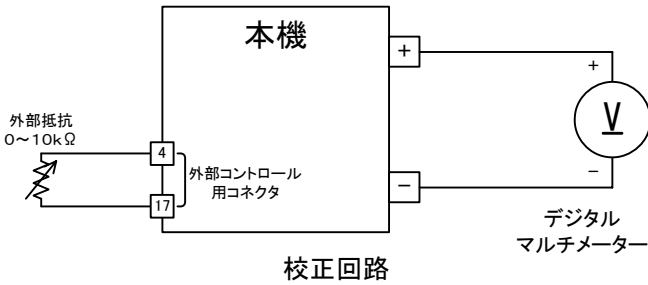 本機
+
+
外部抵抗
0~10kΩ
V
4
外部コントロール
用コネクタ
17
-
-
デジタル
マルチメーター
校正回路